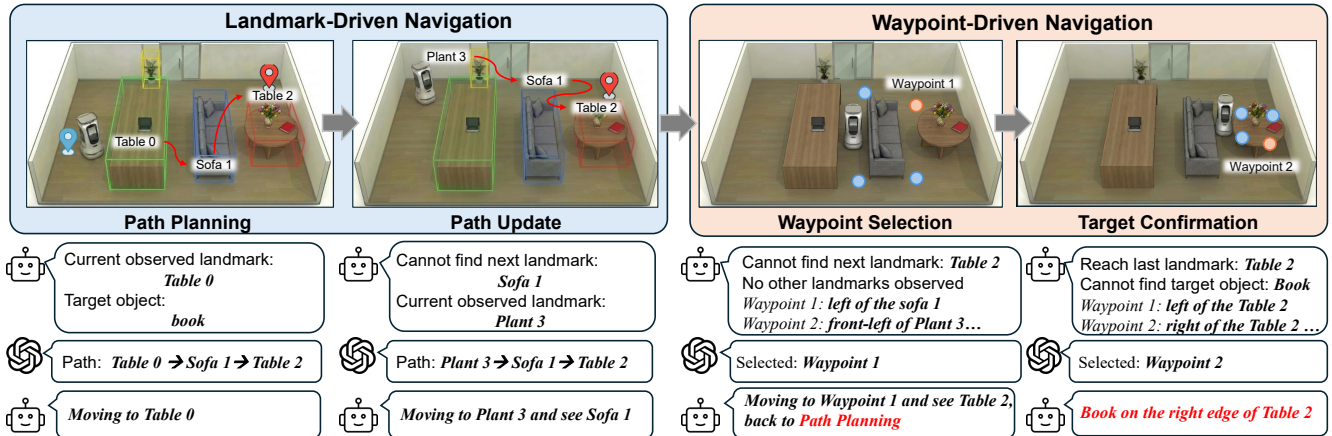 Landmark-Driven Navigation
Waypoint-Driven Navigation
Table 0
Sofa 1
Table 2
Plant 3
Sofa 1
Table 2
Waypoint 1
Waypoint 2
Path Planning
Path Update
Waypoint Selection
Target Confirmation
Current observed landmark:
Table 0
Target object:
book
Cannot find next landmark:
Sofa 1
Current observed landmark:
Plant 3
Cannot find next landmark: Table 2
No other landmarks observed
Waypoint 1: left of the sofa 1
Waypoint 2: front-left of Plant 3…
Reach last landmark: Table 2
Cannot find target object: Book
Waypoint 1: left of the Table 2
Waypoint 2: right of the Table 2 …
Path: Table 0 → Sofa 1 → Table 2
Path: Plant 3 → Sofa 1 → Table 2
Selected: Waypoint 1
Selected: Waypoint 2
Moving to Table 0
Moving to Plant 3 and see Sofa 1
Moving to Waypoint 1 and see Table 2,
back to Path Planning
Book on the right edge of Table 2